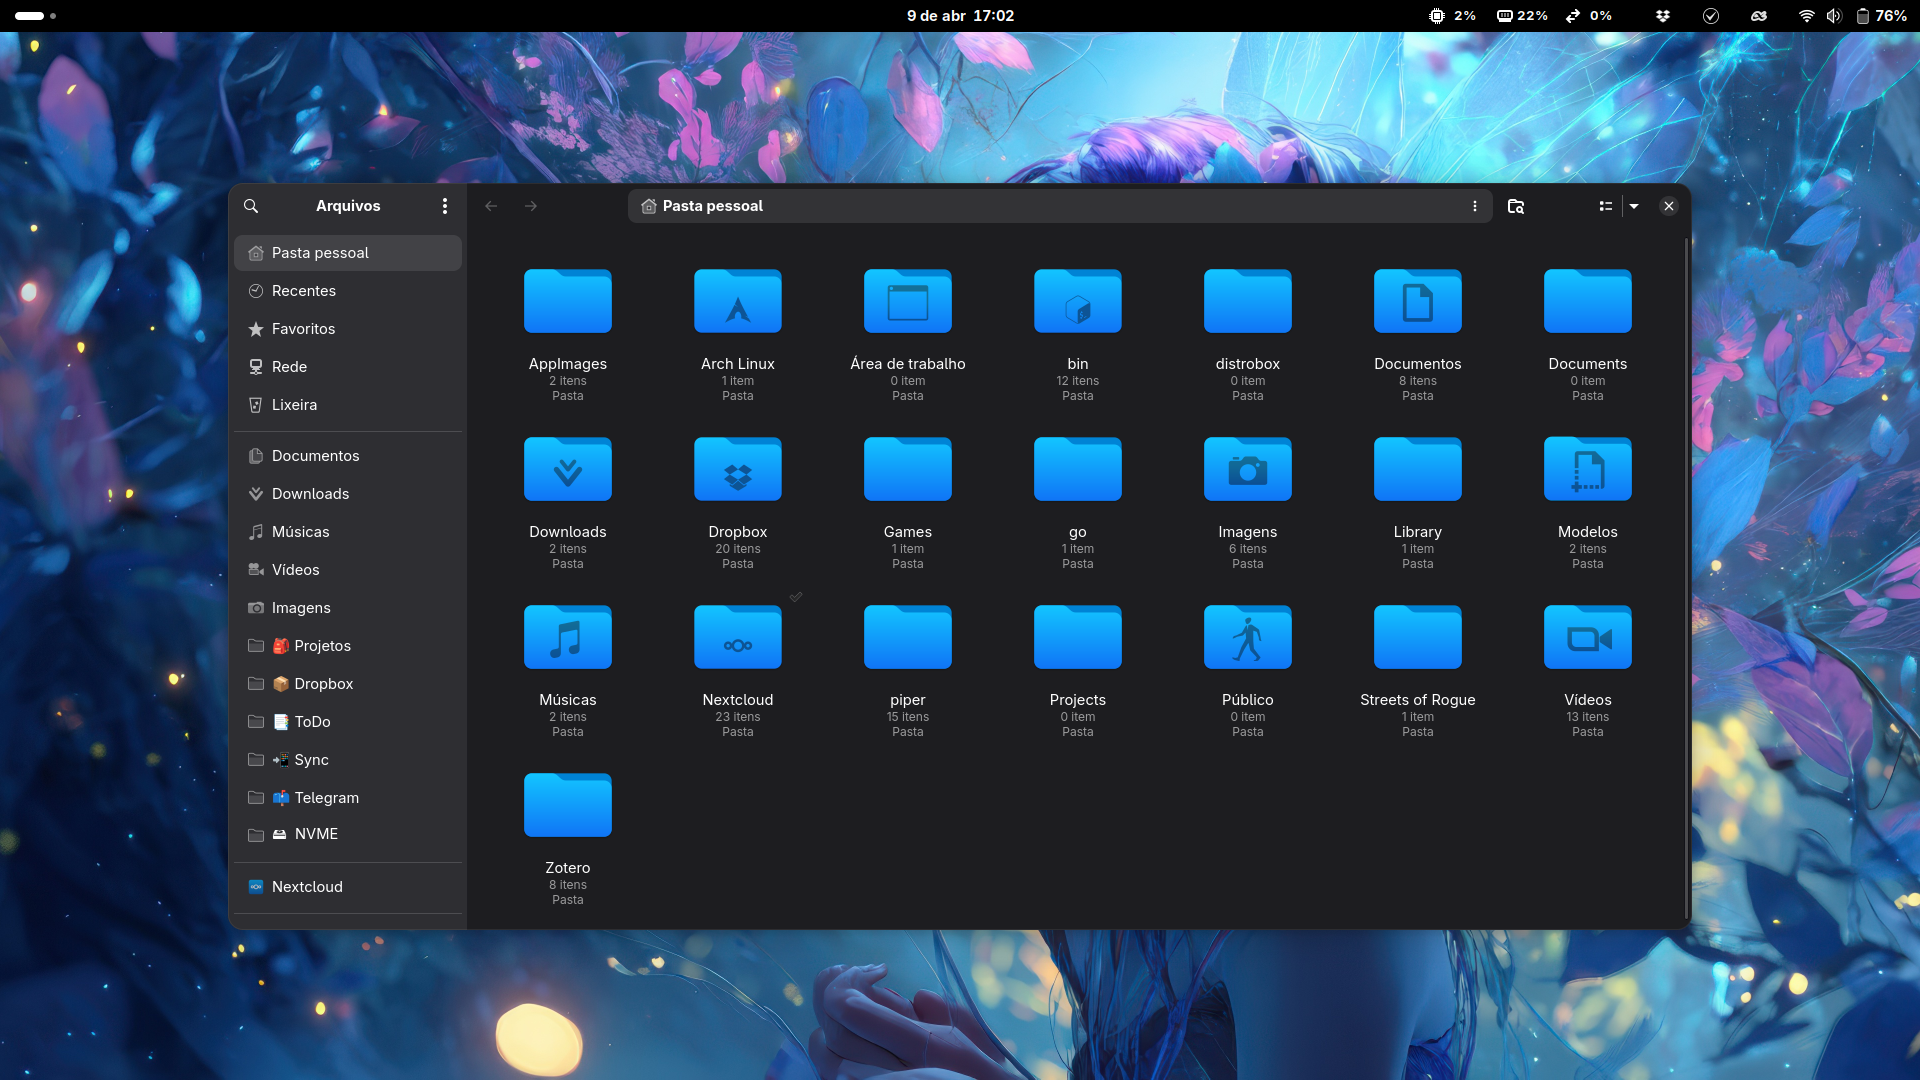 9 de abr 17:02
2% 22% 0% 76%
Arquivos
Pasta pessoal
Pasta pessoal
Recentes
Favoritos
Rede
Lixeira
Documentos
Downloads
Músicas
Vídeos
Imagens
Projetos
Dropbox
ToDo
Sync
Telegram
NVME
Nextcloud
AppImages
2 itens
Pasta
Arch Linux
1 item
Pasta
Área de trabalho
0 item
Pasta
bin
12 itens
Pasta
distrobox
0 item
Pasta
Documentos
8 itens
Pasta
Documents
0 item
Pasta
Downloads
2 itens
Pasta
Dropbox
20 itens
Pasta
Games
1 item
Pasta
go
1 item
Pasta
Imagens
6 itens
Pasta
Library
1 item
Pasta
Modelos
2 itens
Pasta
Músicas
2 itens
Pasta
Nextcloud
23 itens
Pasta
piper
15 itens
Pasta
Projects
0 item
Pasta
Público
0 item
Pasta
Streets of Rogue
1 item
Pasta
Vídeos
13 itens
Pasta
Zotero
8 itens
Pasta